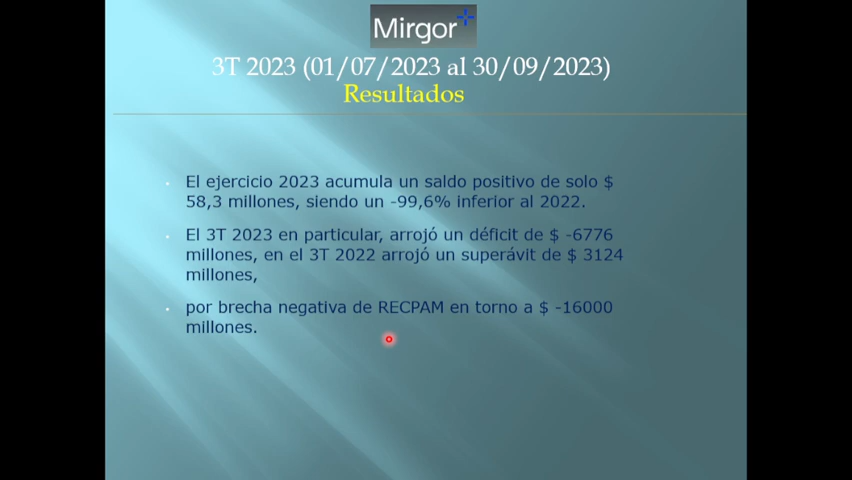 Mirgor
3T 2023 (01/07/2023 al 30/09/2023)
Resultados
El ejercicio 2023 acumula un saldo positivo de solo $
58,3 millones, siendo un -99,6% inferior al 2022.
El 3T 2023 en particular, arrojó un déficit de $ -6776
millones, en el 3T 2022 arrojó un superávit de $ 3124
millones,
por brecha negativa de RECPAM en torno a $ -16000
millones.